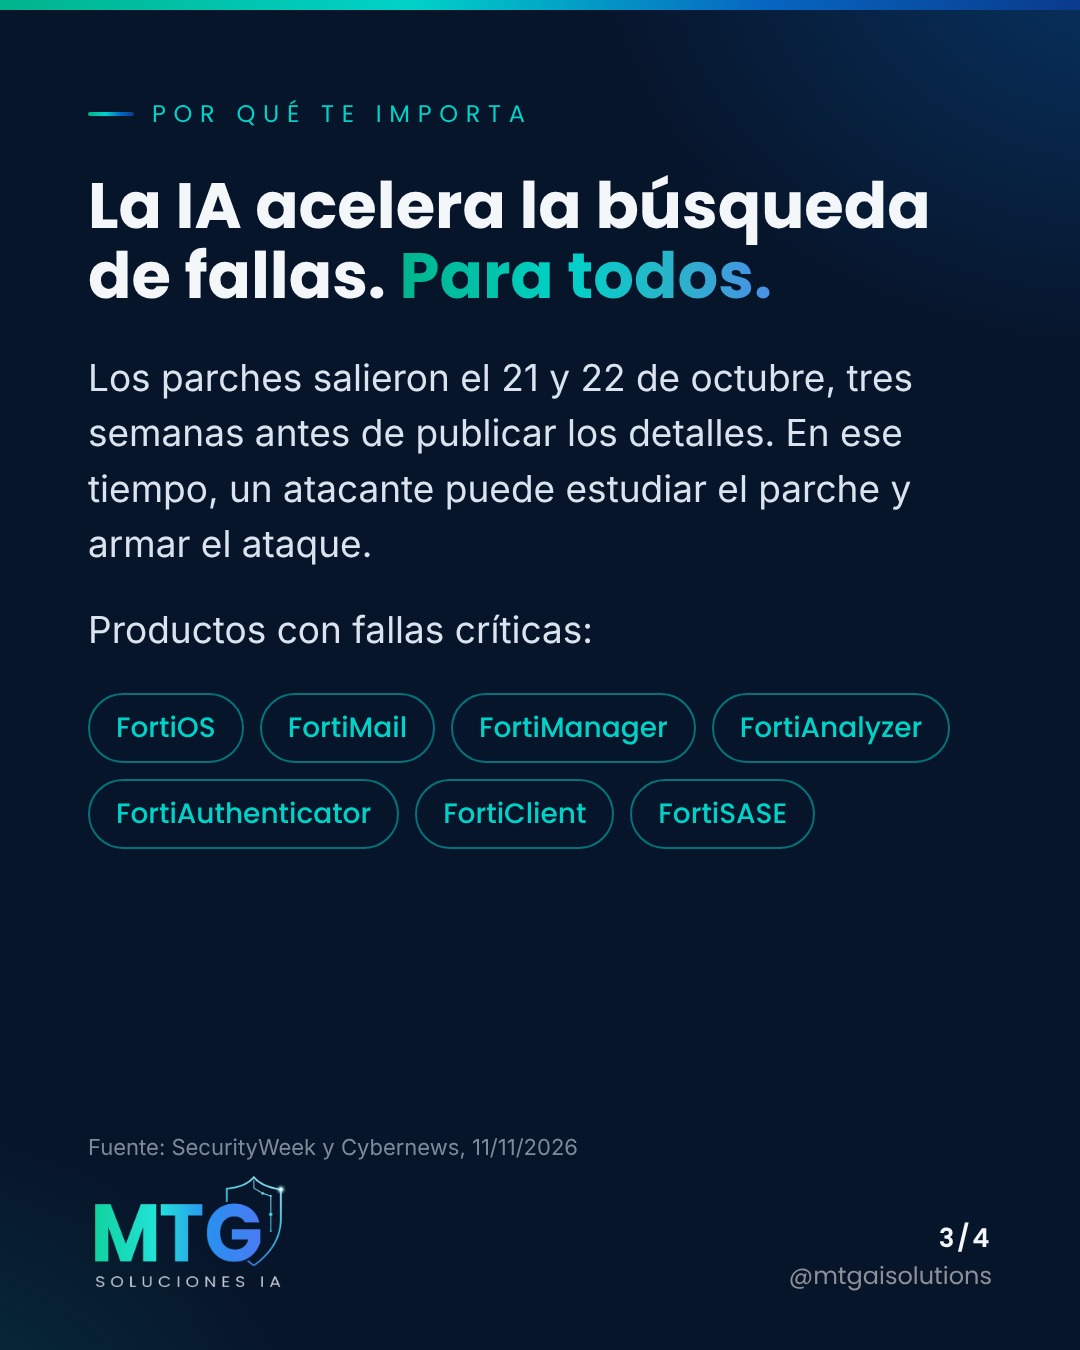 POR QUÉ TE IMPORTA
La IA acelera la búsqueda
de fallas. Para todos.
Los parches salieron el 21 y 22 de octubre, tres
semanas antes de publicar los detalles. En ese
tiempo, un atacante puede estudiar el parche y
armar el ataque.
Productos con fallas críticas:
FortiOS FortiMail FortiManager FortiAnalyzer
FortiAuthenticator FortiClient FortiSASE
Fuente: SecurityWeek y Cybernews, 11/11/2026
MTG
SOLUCIONES IA
3/4
@mtgaisolutions